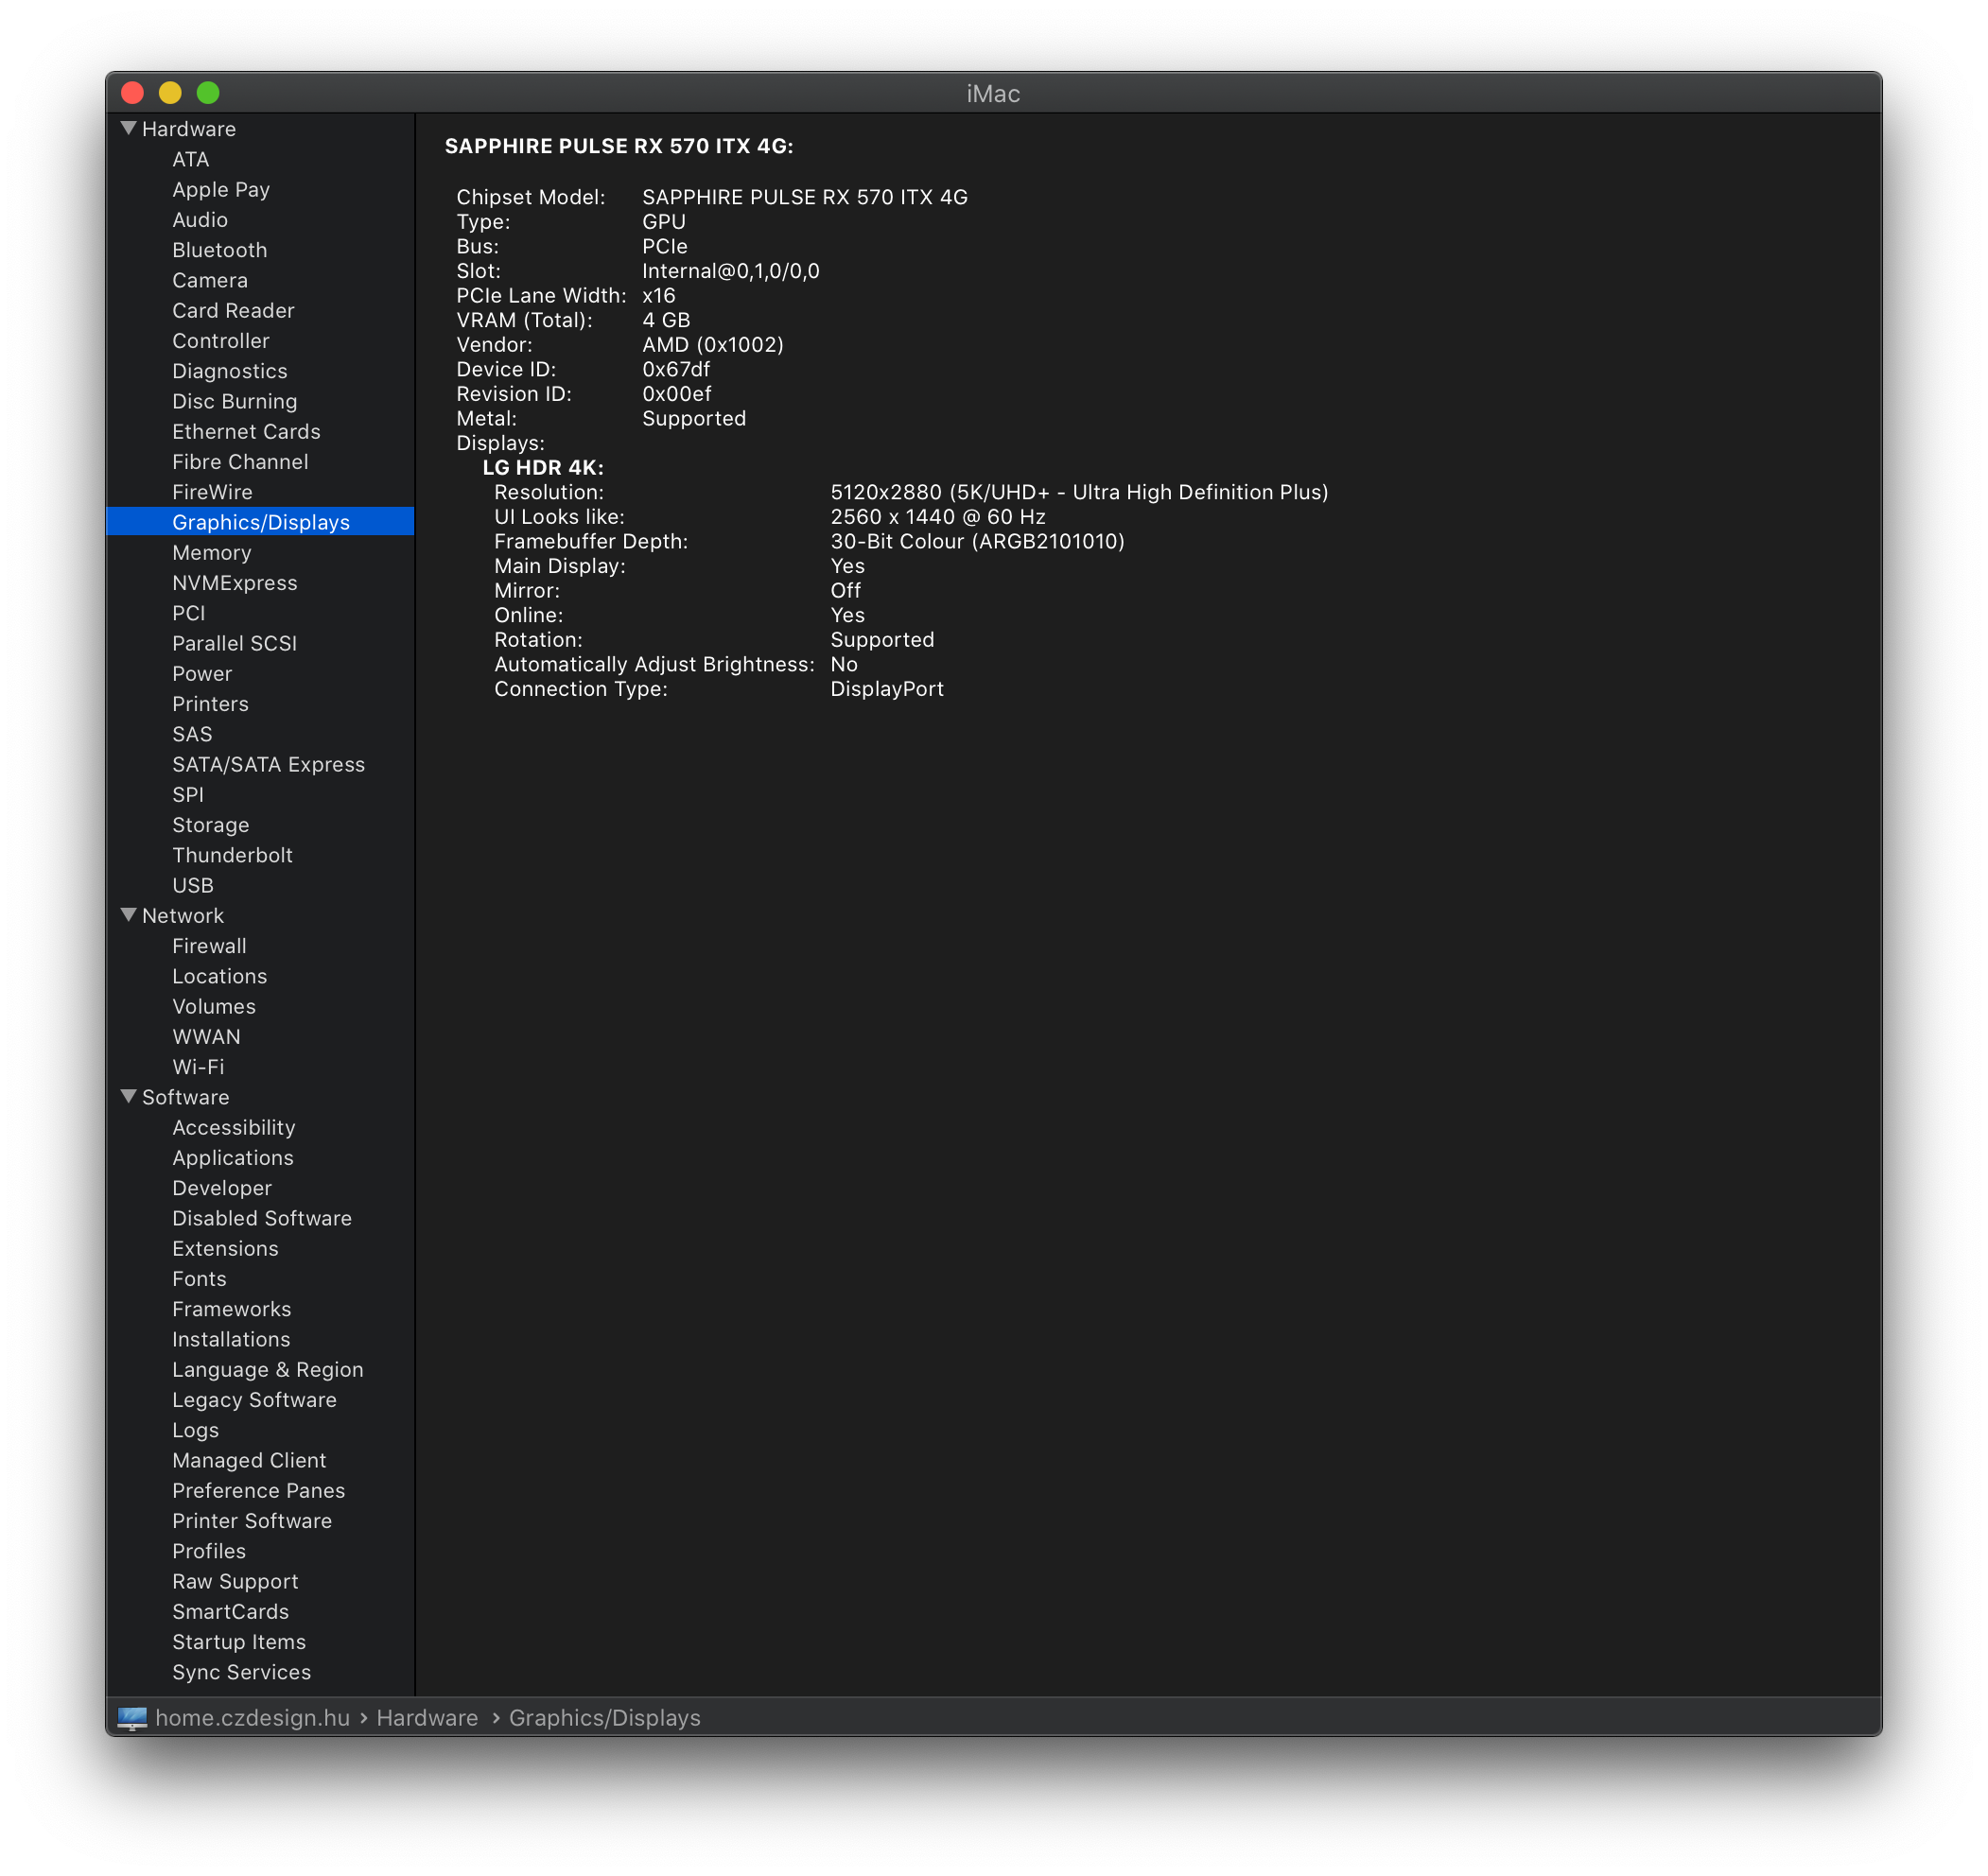 iMac
Hardware
ATA
Apple Pay
Audio
Bluetooth
Camera
Card Reader
Controller
Diagnostics
Disc Burning
Ethernet Cards
Fibre Channel
FireWire
Graphics/Displays
Memory
NVMExpress
PCI
Parallel SCSI
Power
Printers
SAS
SATA/SATA Express
SPI
Storage
Thunderbolt
USB
Network
Firewall
Locations
Volumes
WWAN
Wi-Fi
Software
Accessibility
Applications
Developer
Disabled Software
Extensions
Fonts
Frameworks
Installations
Language & Region
Legacy Software
Logs
Managed Client
Preference Panes
Printer Software
Profiles
Raw Support
SmartCards
Startup Items
Sync Services
SAPPHIRE PULSE RX 570 ITX 4G:
Chipset Model: SAPPHIRE PULSE RX 570 ITX 4G
Type: GPU
Bus: PCIe
Slot: Internal@0,1,0/0,0
PCIe Lane Width: x16
VRAM (Total): 4 GB
Vendor: AMD (0x1002)
Device ID: 0x67df
Revision ID: 0x00ef
Metal: Supported
Displays:
LG HDR 4K:
Resolution: 5120x2880 (5K/UHD+ - Ultra High Definition Plus)
UI Looks like: 2560 x 1440 @ 60 Hz
Framebuffer Depth: 30-Bit Colour (ARGB2101010)
Main Display: Yes
Mirror: Off
Online: Yes
Rotation: Supported
Automatically Adjust Brightness: No
Connection Type: DisplayPort
home.czdesign.hu › Hardware › Graphics/Displays